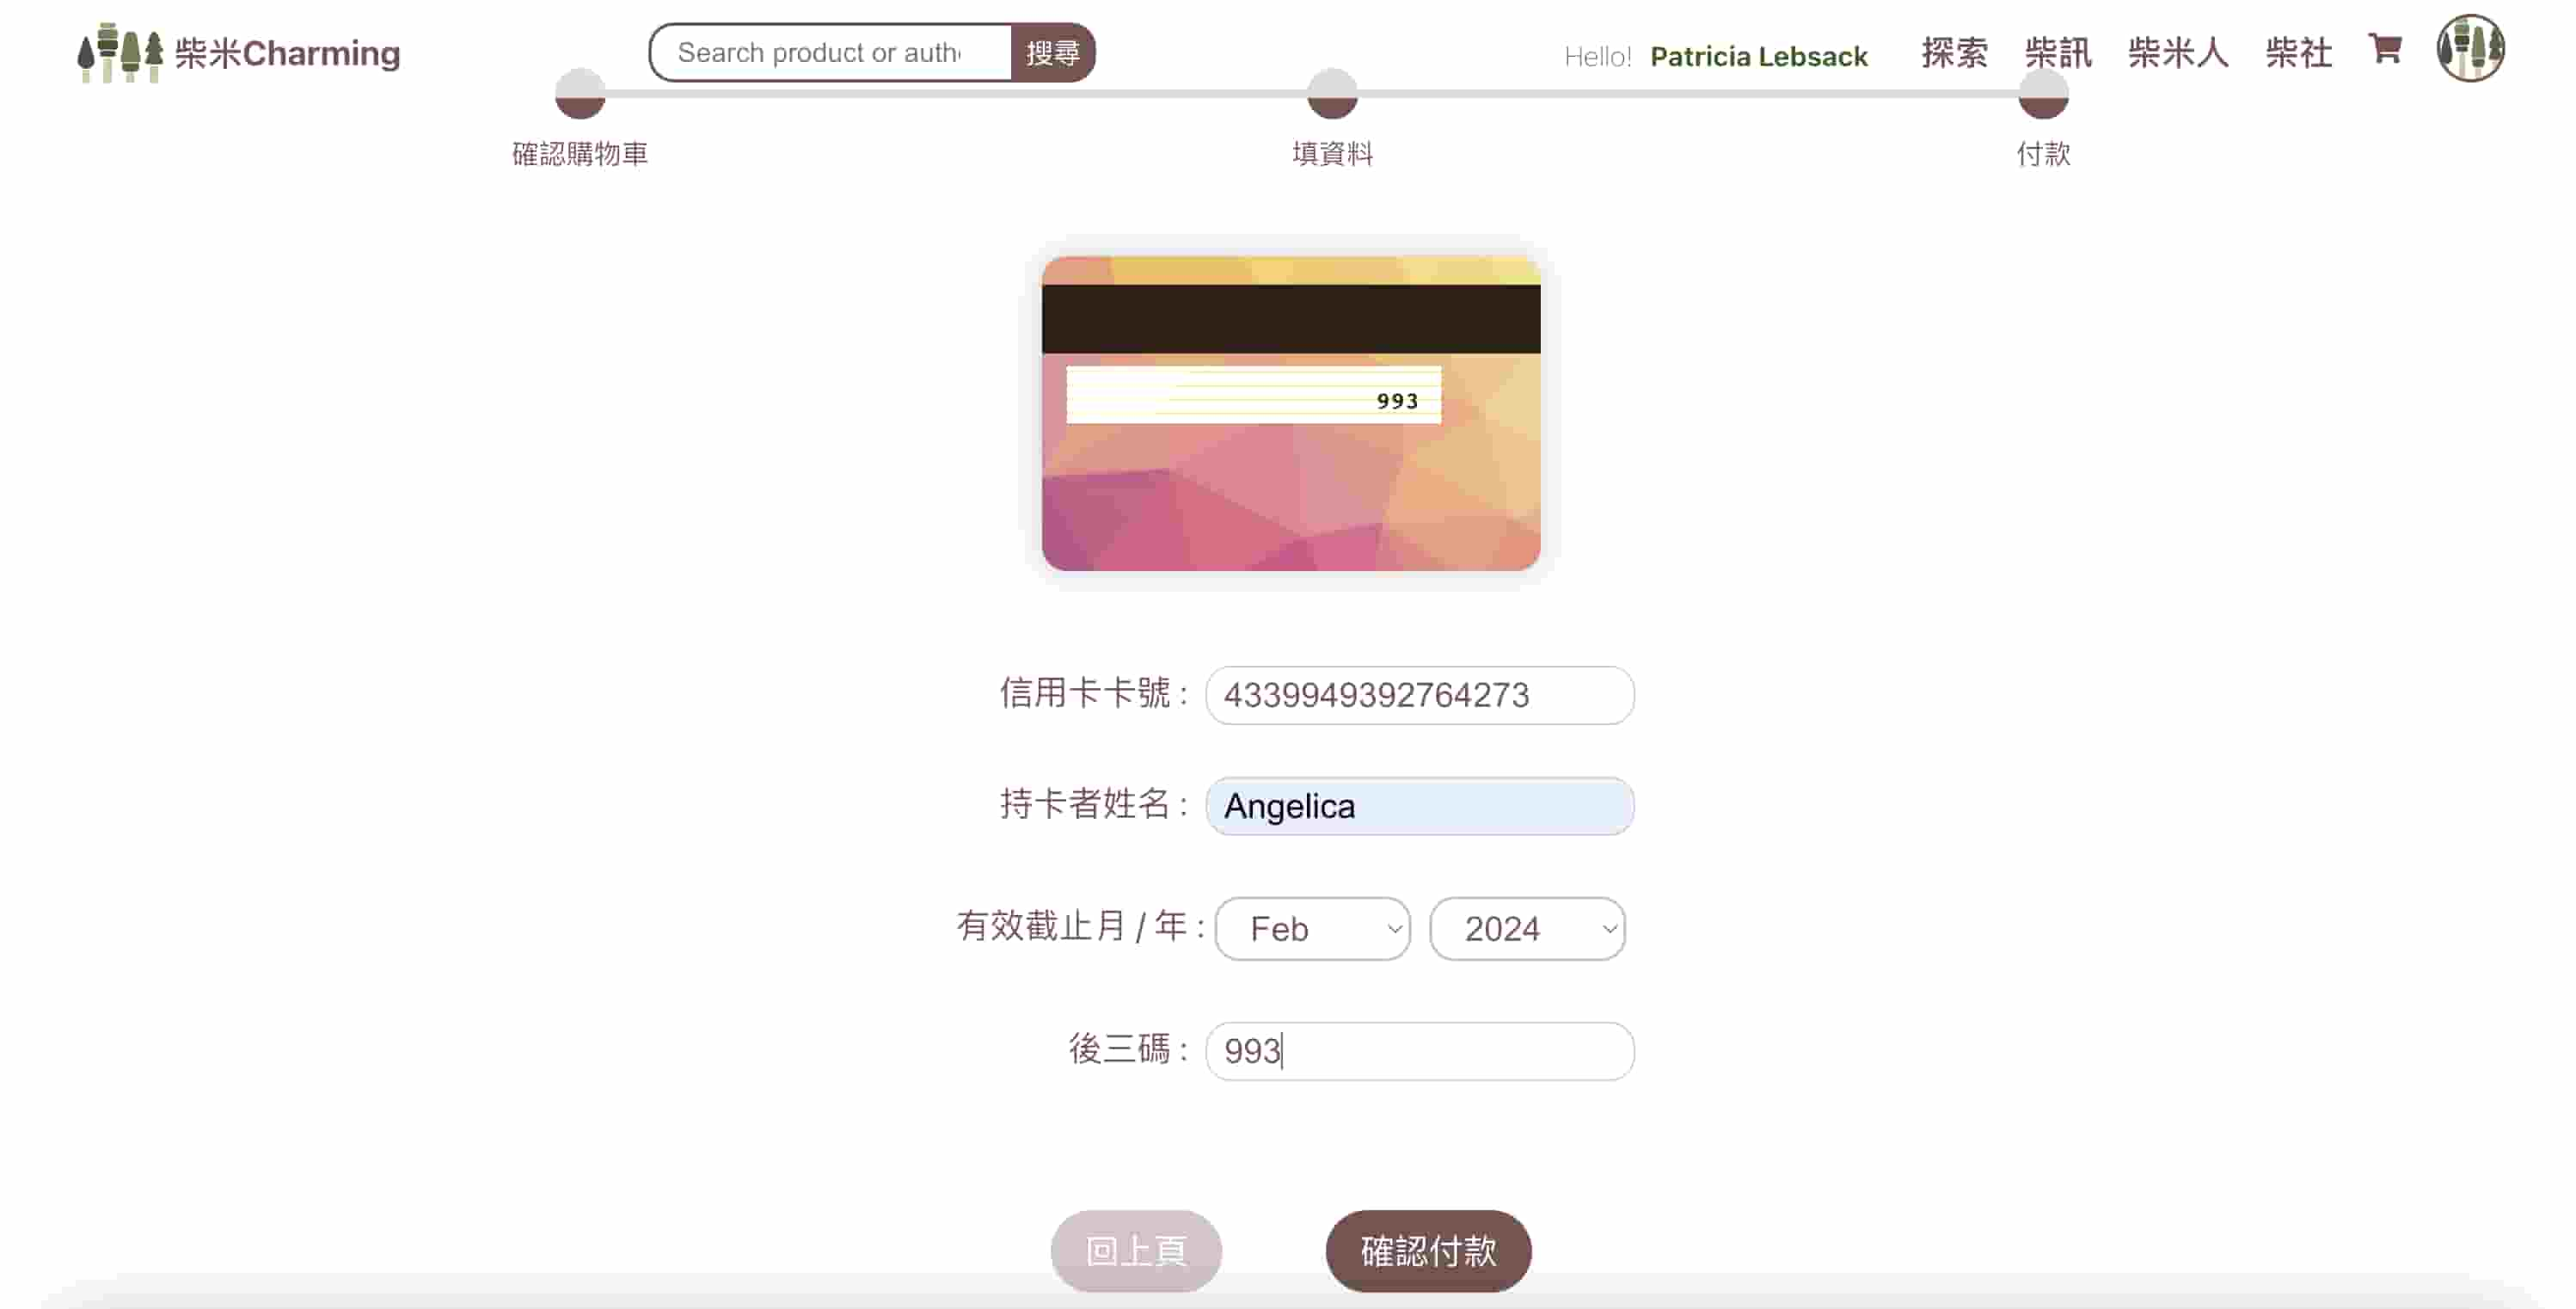 柴米Charming
Search product or auth
搜尋
Hello! Patricia Lebsack
探索
柴訊
柴米人
柴社
確認購物車
填資料
付款
993
信用卡卡號 : 4339949392764273
持卡者姓名 : Angelica
有效截止月 / 年 : Feb 2024
後三碼 : 993
回上頁
確認付款